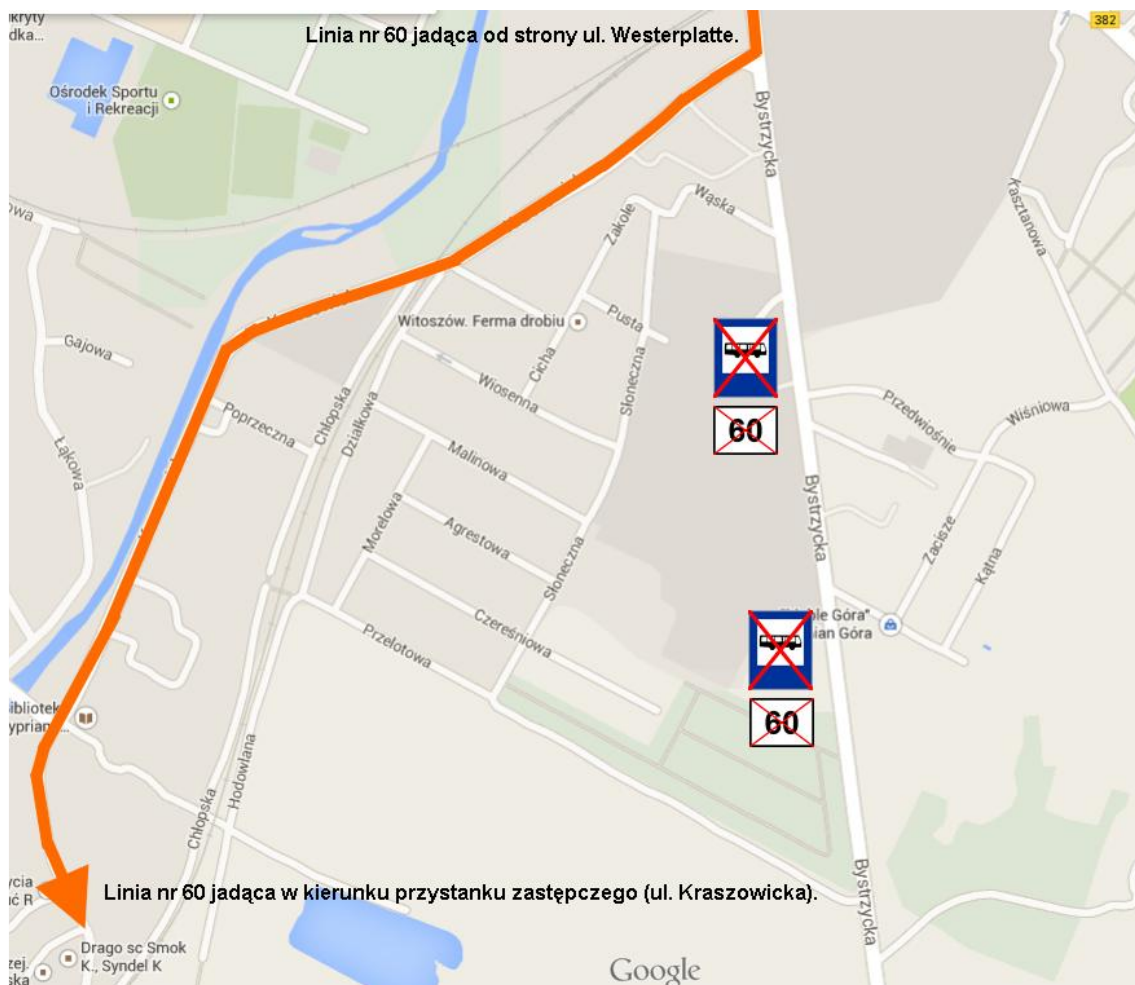 Linia nr 60 jadąca od strony ul. Westerplatte.
382
Ośrodek Sportu
i Rekreacji
Bystrzycka
Kasztanowa
Wąska
Zakole
Gajowa
Witoszów. Ferma drobiu
Pusta
Cicha
Wiosenna
Słoneczna
60
Przedwiośnie
Wiśniowa
Poprzeczna
Chłopska
Działkowa
Łąkowa
Malinowa
Morelowa
Agrestowa
Bystrzycka
Zacisze
Kątna
Słoneczna
Czereśniowa
Przelotowa
60
Chłopska
Hodowlana
Linia nr 60 jadąca w kierunku przystanku zastępczego (ul. Kraszowicka).
Bystrzycka
Drago sc Smok
K., Syndel K
Google